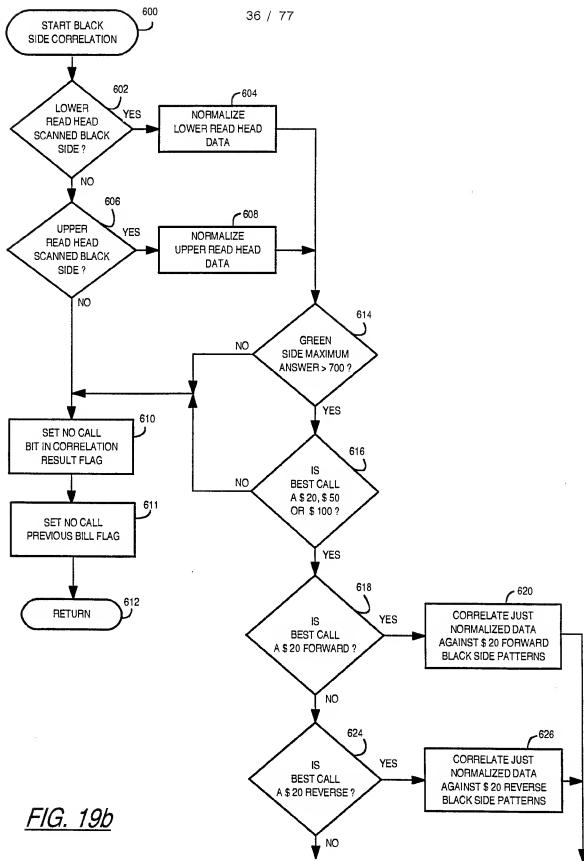 36 / 77
600
START BLACK
SIDE CORRELATION
602
LOWER
READ HEAD
SCANNED BLACK
SIDE ?
YES
NO
604
NORMALIZE
LOWER READ HEAD
DATA
606
UPPER
READ HEAD
SCANNED BLACK
SIDE ?
YES
NO
608
NORMALIZE
UPPER READ HEAD
DATA
614
GREEN
SIDE MAXIMUM
ANSWER > 700 ?
NO
YES
610
SET NO CALL
BIT IN CORRELATION
RESULT FLAG
616
IS
BEST CALL
A $ 20, $ 50
OR $ 100 ?
NO
YES
611
SET NO CALL
PREVIOUS BILL FLAG
612
RETURN
618
IS
BEST CALL
A $ 20 FORWARD ?
YES
NO
620
CORRELATE JUST
NORMALIZED DATA
AGAINST $ 20 FORWARD
BLACK SIDE PATTERNS
624
IS
BEST CALL
A $ 20 REVERSE ?
YES
NO
626
CORRELATE JUST
NORMALIZED DATA
AGAINST $ 20 REVERSE
BLACK SIDE PATTERNS
FIG. 19b